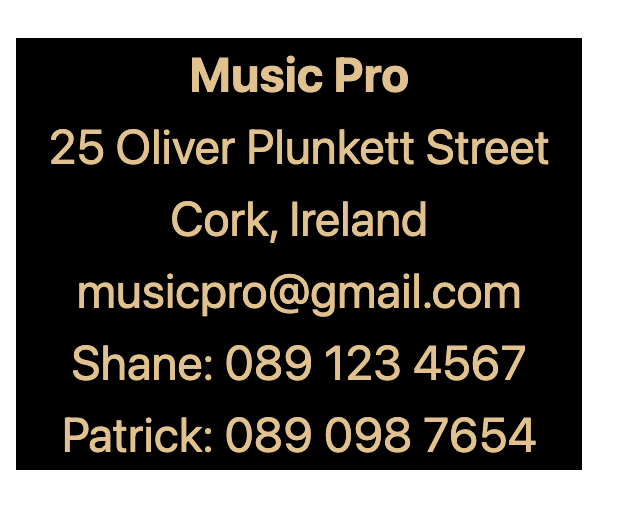 Music Pro
25 Oliver Plunkett Street
Cork, Ireland
musicpro@gmail.com
Shane: 089 123 4567
Patrick: 089 098 7654